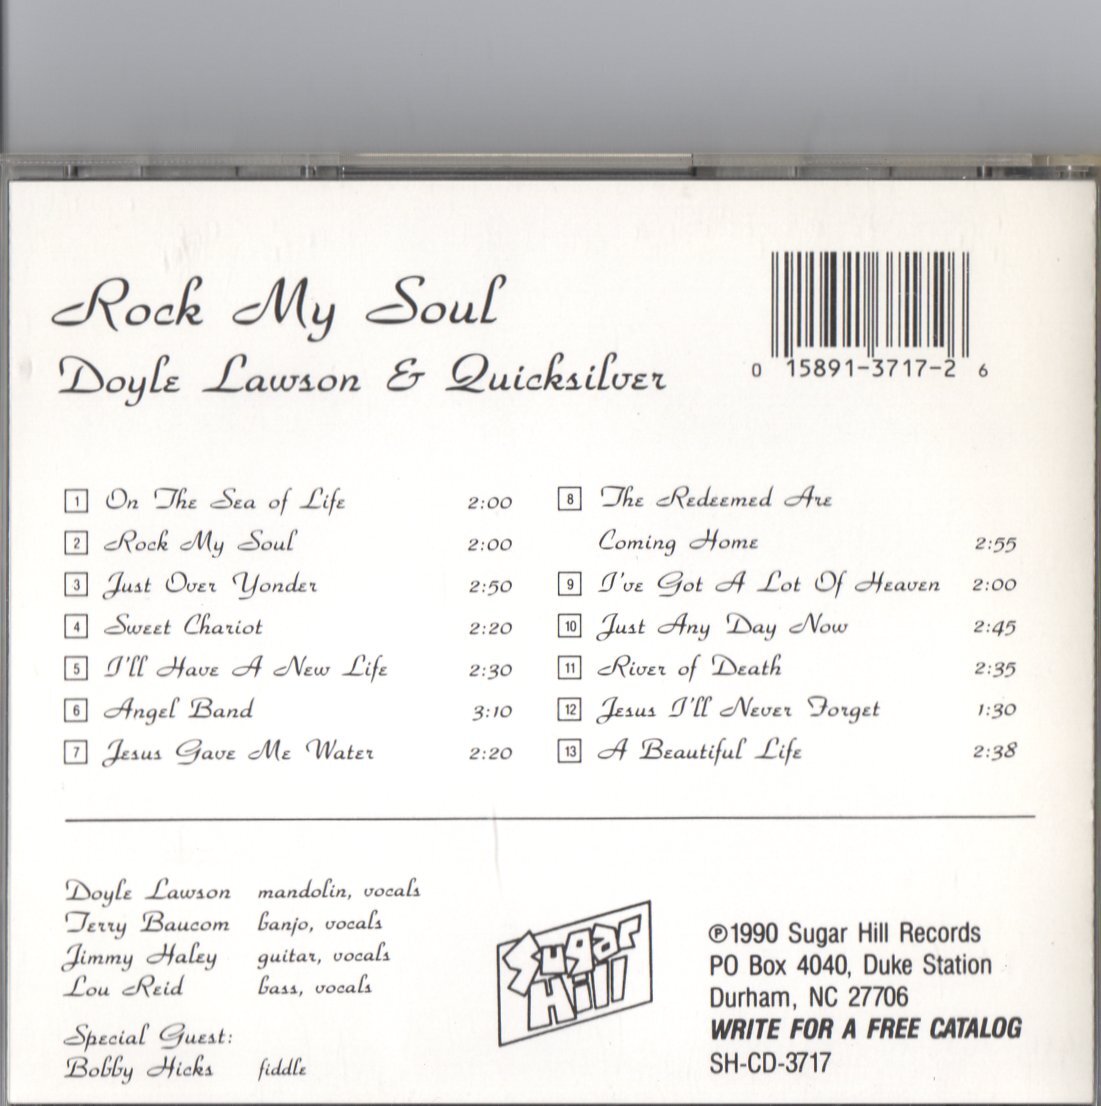 Rock My Soul
Doyle Lawson & Quicksilver
0 15891-3717-2 6
1 On The Sea of Life 2:00
2 Rock My Soul 2:00
3 Just Over Yonder 2:50
4 Sweet Chariot 2:20
5 I'll Have A New Life 2:30
6 Angel Band 3:10
7 Jesus Gave Me Water 2:20
8 The Redeemed Are
Coming Home 2:55
9 I've Got A Lot Of Heaven 2:00
10 Just Any Day Now 2:45
11 River of Death 2:35
12 Jesus I'll Never Forget 1:30
13 A Beautiful Life 2:38
Doyle Lawson mandolin, vocals
Terry Baucom banjo, vocals
Jimmy Haley guitar, vocals
Lou Reid bass, vocals
Special Guest:
Bobby Hicks fiddle
Sugar
Hill
℗1990 Sugar Hill Records
PO Box 4040, Duke Station
Durham, NC 27706
WRITE FOR A FREE CATALOG
SH-CD-3717